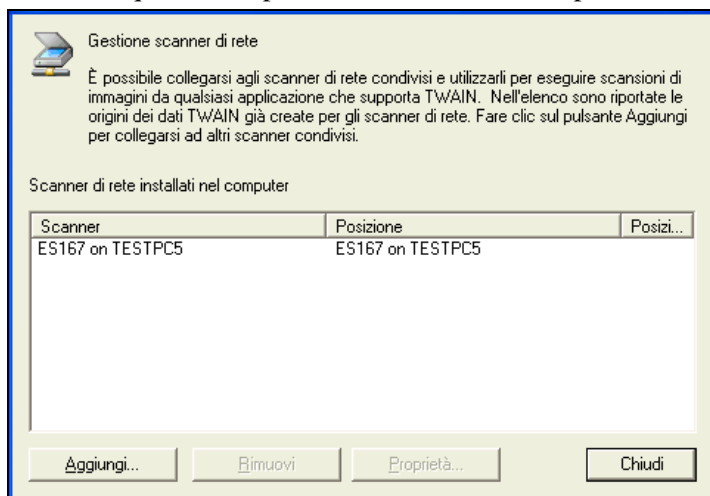 Gestione scanner di rete
È possibile collegarsi agli scanner di rete condivisi e utilizzarli per eseguire scansioni di
immagini da qualsiasi applicazione che supporta TWAIN. Nell'elenco sono riportate le
origini dei dati TWAIN già create per gli scanner di rete. Fare clic sul pulsante Aggiungi
per collegarsi ad altri scanner condivisi.
Scanner di rete installati nel computer
Scanner Posizione Posizi...
ES167 on TESTPC5 ES167 on TESTPC5
Aggiungi... Rimuovi Proprietà... Chiudi